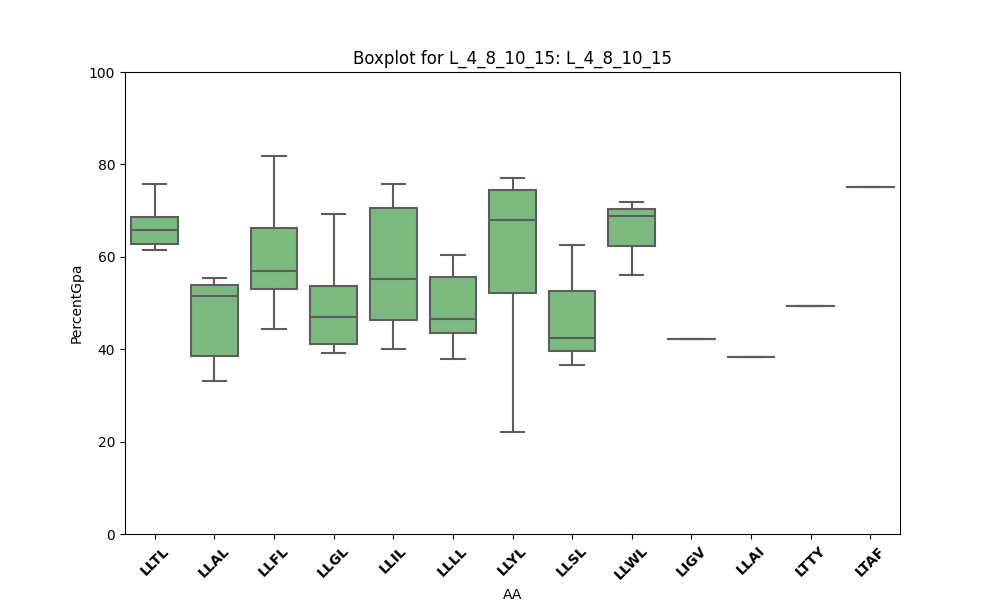 Boxplot for L_4_8_10_15: L_4_8_10_15
100
80
60
40
20
0
PercentGpa
LLTL LLAL LLFL LLGL LLIL LLLL LLYL LLSL LLWL LIGV LLAI LTTY LTAF
AA